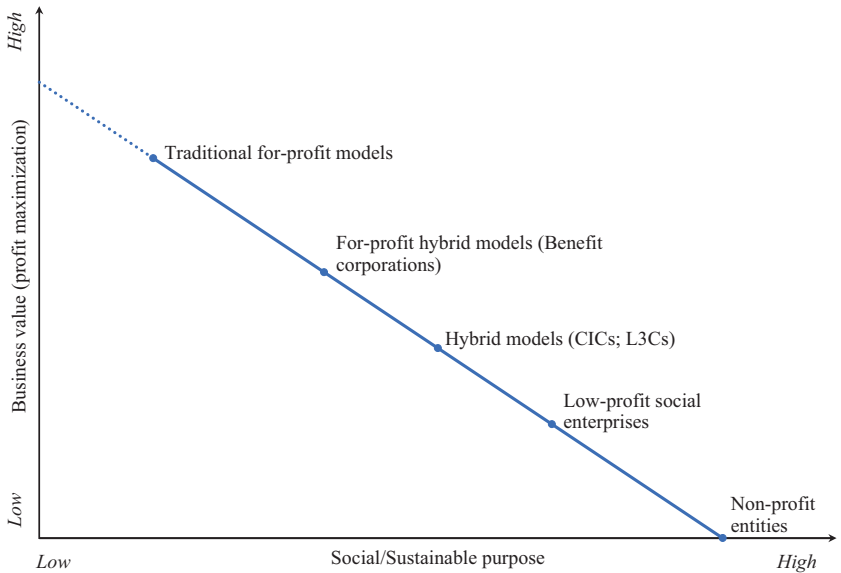 High
Business value (profit maximization)
Low
Traditional for-profit models
For-profit hybrid models (Benefit
corporations)
Hybrid models (CICs; L3Cs)
Low-profit social
enterprises
Non-profit
entities
Low
Social/Sustainable purpose
High